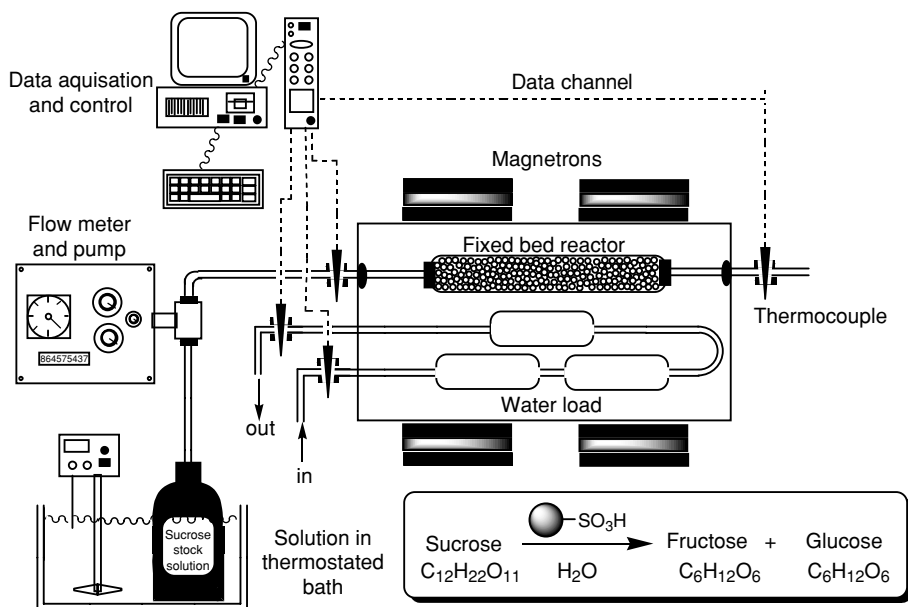 Data aquisation
and control
Data channel
Magnetrons
Flow meter
and pump
864575437
Fixed bed reactor
Thermocouple
Water load
out
in
Sucrose
stock
solution
Solution in
thermostated
bath
SO₃H
Sucrose Fructose + Glucose
C₁₂H₂₂O₁₁ H₂O C₆H₁₂O₆ C₆H₁₂O₆